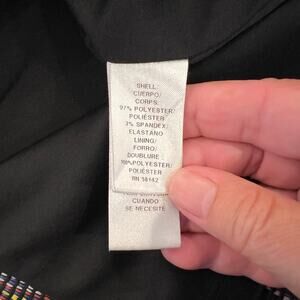 SHELL/
CUERPO/
CORPS:
97% POLYESTER/
POLIÉSTER
3% SPANDEX/
ELASTANO
LINING/
FORRO/
DOUBLURE:
100% POLYESTER/
POLIÉSTER
RN 58142
CUANDO
SE NECESITE